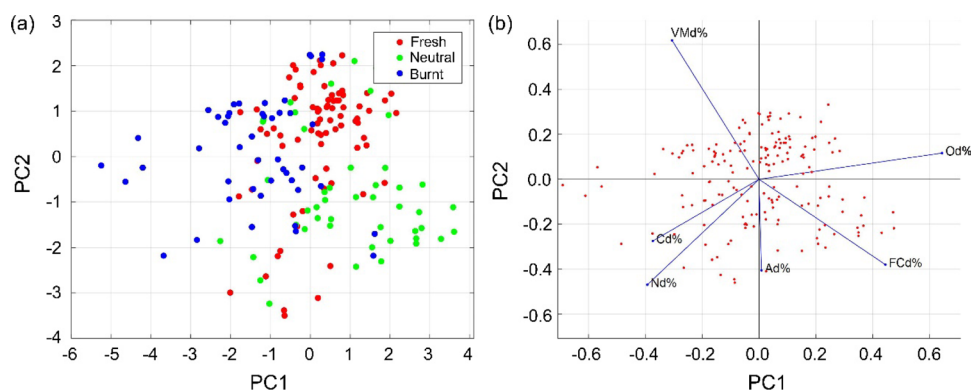 (a)
3
2
1
0
-1
-2
-3
-4
PC2
-6 -5 -4 -3 -2 -1 0 1 2 3 4
PC1
Fresh
Neutral
Burnt
(b)
0.6
0.4
0.2
0.0
-0.2
-0.4
-0.6
PC2
-0.6 -0.4 -0.2 0.0 0.2 0.4 0.6
PC1
VMd%
Od%
Cd%
Nd%
Ad%
FCd%